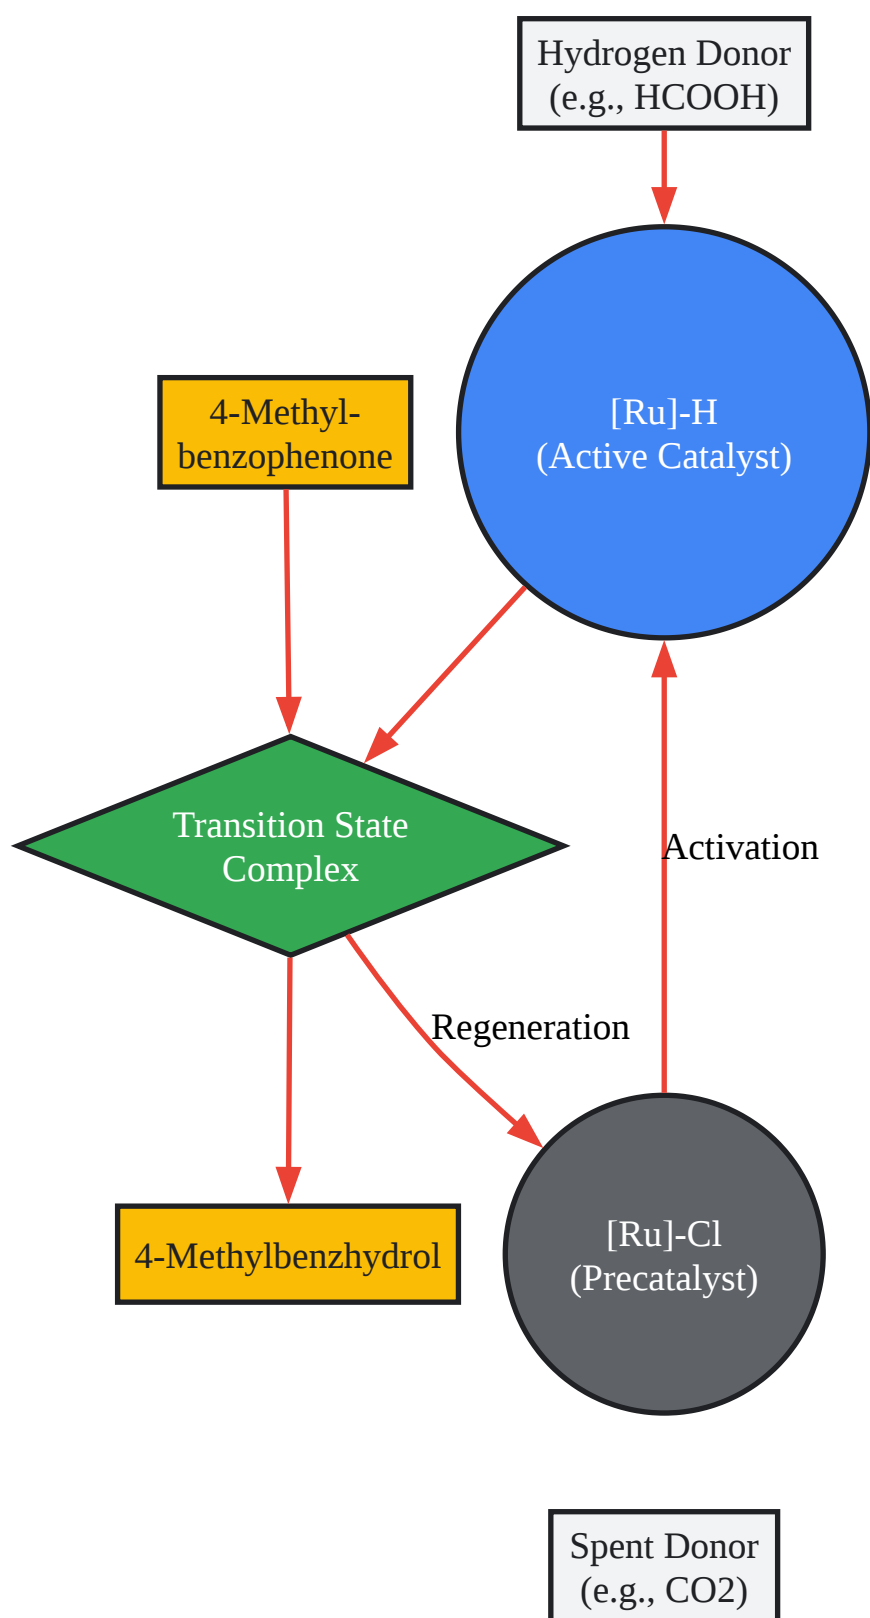 Hydrogen Donor
(e.g., HCOOH)
[Ru]-H
(Active Catalyst)
4-Methyl-
benzophenone
Transition State
Complex
Activation
Regeneration
4-Methylbenzhydrol
[Ru]-Cl
(Precatalyst)
Spent Donor
(e.g., CO2)